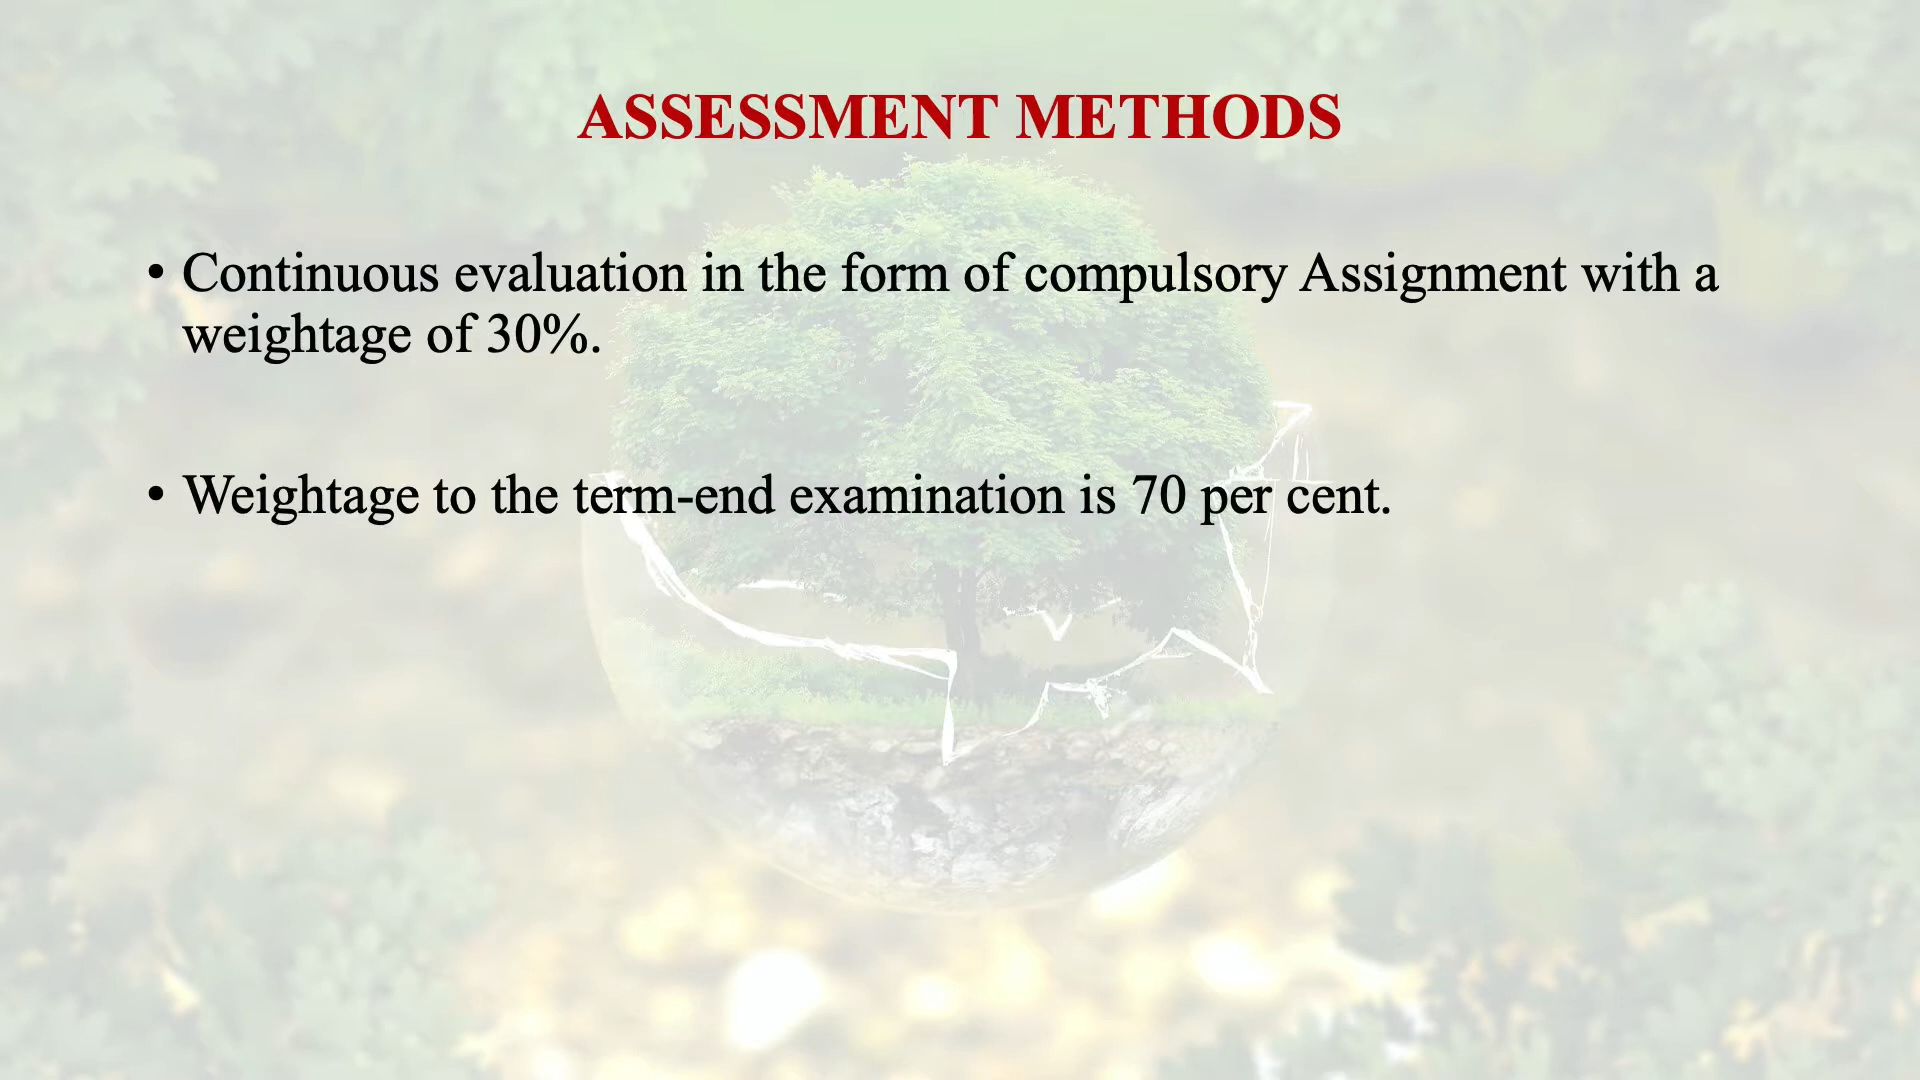 ASSESSMENT METHODS
• Continuous evaluation in the form of compulsory Assignment with a
weightage of 30%.
• Weightage to the term-end examination is 70 per cent.